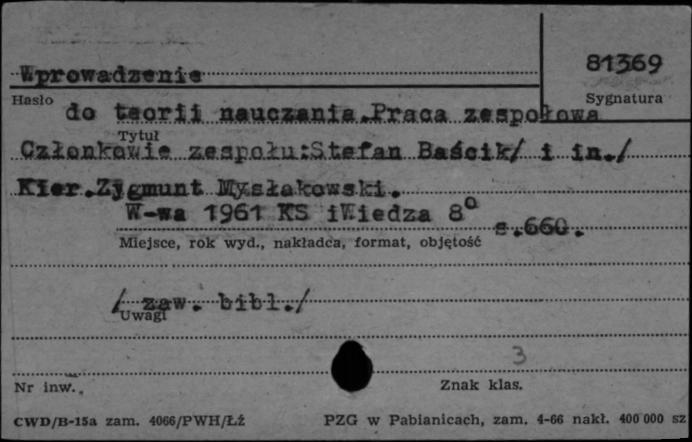 81369
Wprowadzenie
Hasło
Sygnatura
do teorii nauczania.Praca zespołowa
Tytuł
Członkowie zespołu:Stefan Baścik/ i in./
Kier.Zygmunt Mysłakowski.
W-wa 1961 KS iWiedza 8⁰ s.660.
Miejsce, rok wyd., nakładca, format, objętość
/ zaw. bibl./
Uwagi
3
Nr inw.
Znak klas.
CWD/B-15a zam. 4066/PWH/Łż
PZG w Pabianicach, zam. 4-66 nakł. 400 000 sz